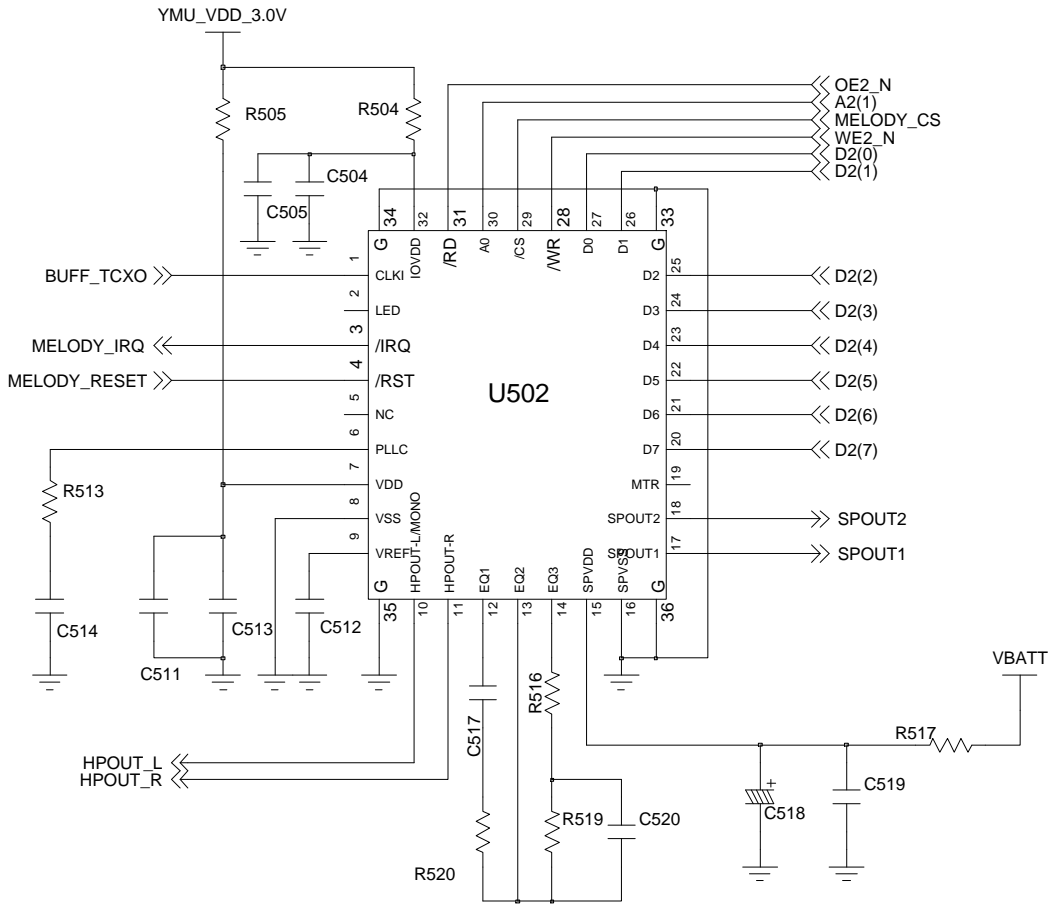 YMU_VDD_3.0V
R505
R504
C504
C505
OE2_N
A2(1)
MELODY_CS
WE2_N
D2(0)
D2(1)
34
32
31
30
29
28
27
26
33
G
IOVDD
/RD
A0
/CS
/WR
D0
D1
G
BUFF_TCXO
1
CLKI
D2
25
D2(2)
2
LED
D3
24
D2(3)
MELODY_IRQ
3
/IRQ
D4
23
D2(4)
MELODY_RESET
4
/RST
D5
22
D2(5)
U502
5
NC
D6
21
D2(6)
6
PLLC
D7
20
D2(7)
R513
7
VDD
MTR
19
8
VSS
SPOUT2
18
SPOUT2
9
VREF
SPOUT1
17
SPOUT1
G
HPOUT-L/MONO
HPOUT-R
EQ1
EQ2
EQ3
SPVDD
SPVSS
G
35
10
11
12
13
14
15
16
36
C514
C511
C513
C512
C517
R516
VBATT
R517
HPOUT_L
HPOUT_R
+
C518
C519
R519
C520
R520